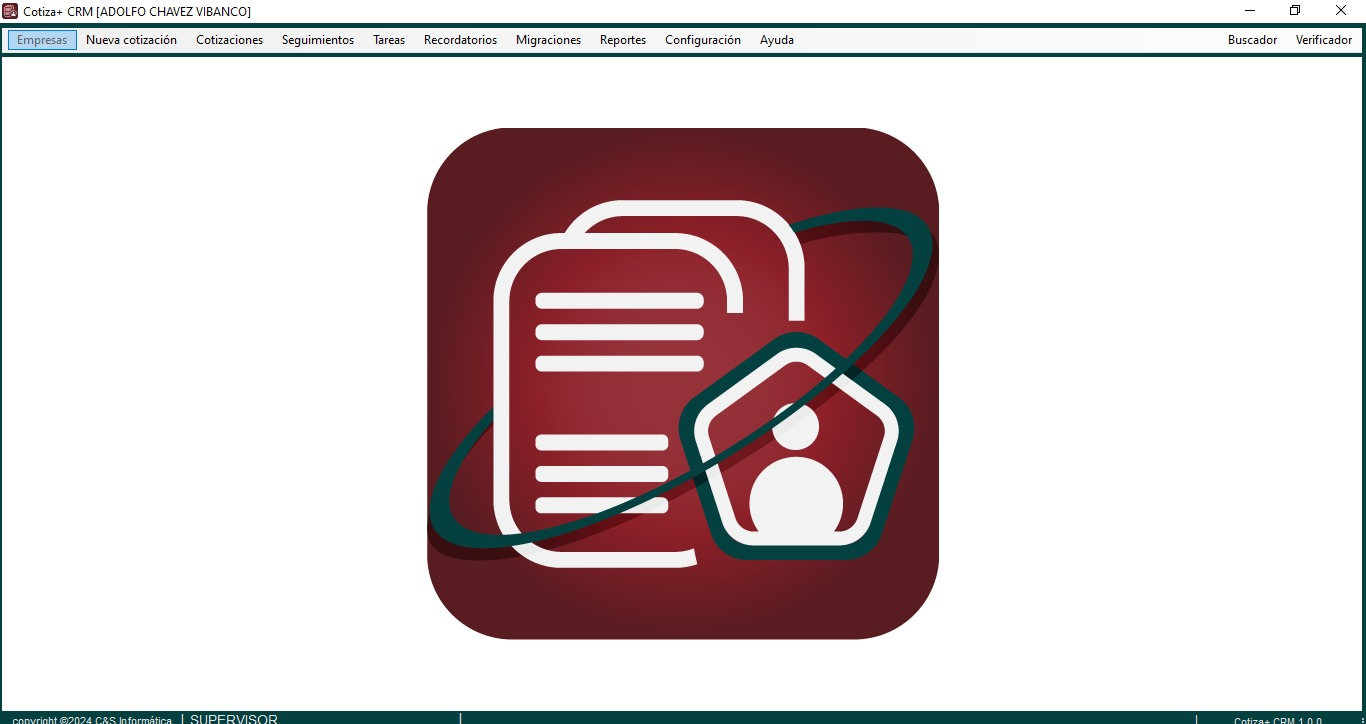 Cotiza+ CRM [ADOLFO CHAVEZ VIBANCO]
Empresas Nueva cotización Cotizaciones Seguimientos Tareas Recordatorios Migraciones Reportes Configuración Ayuda Buscador Verificador
copyright ©2024 C&S Informática | SUPERVISOR | | Cotiza+ CRM 1.0.0